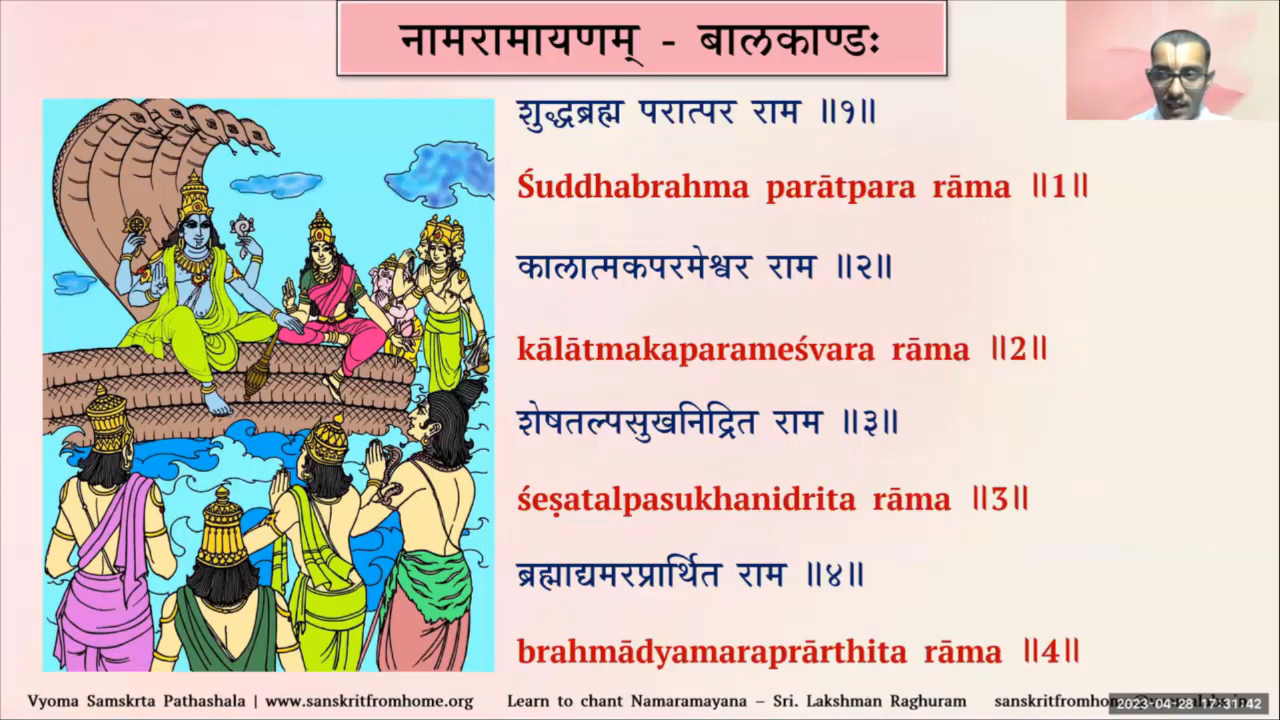 नामरामायणम् - बालकाण्डः
शुद्धब्रह्म परात्पर राम ॥१॥
Śuddhabrahma parātpara rāma ॥1॥
कालात्मकपरमेश्वर राम ॥२॥
kālātmakaparameśvara rāma ॥2॥
शेषतल्पसुखनिद्रित राम ॥३॥
śeṣatalpasukhanidrita rāma ॥3॥
ब्रह्माद्यमरप्रार्थित राम ॥४॥
brahmādyamaraprārthita rāma ॥4॥
Vyoma Samskrta Pathashala | www.sanskritfromhome.org Learn to chant Namaramayana – Sri. Lakshman Raghuram
2023-04-28 17:31:42